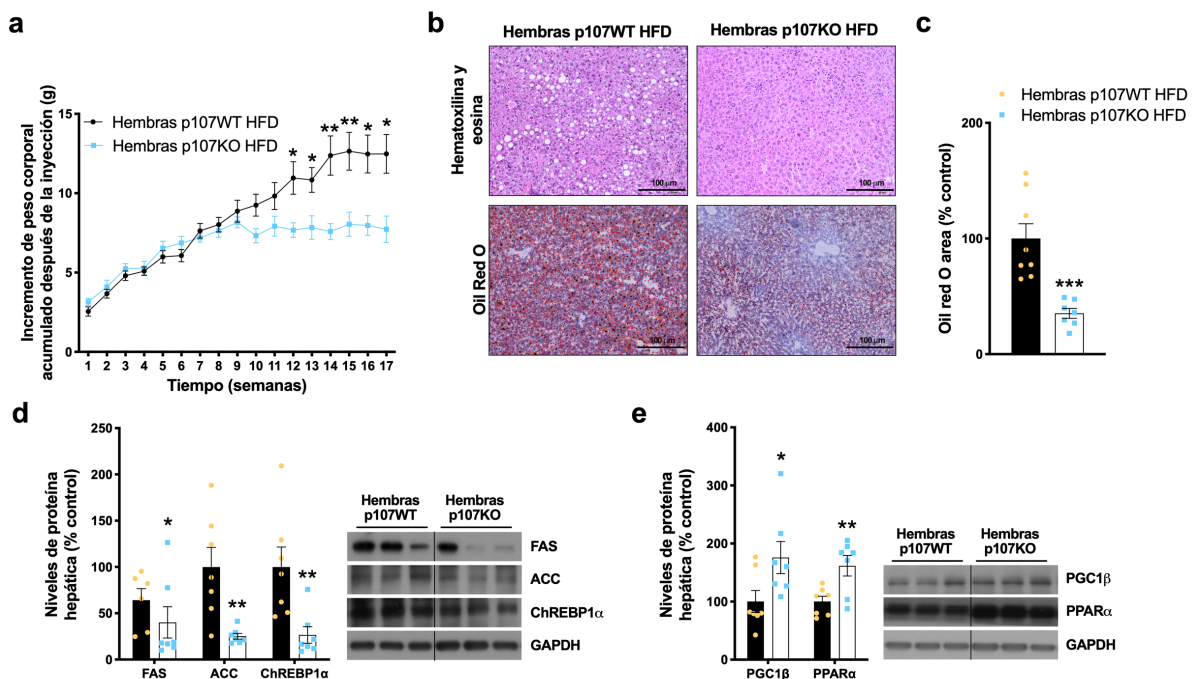 a
Incremento de peso corporal
acumulado después de la inyección (g)
15
10
5
0
Hembras p107WT HFD
Hembras p107KO HFD
* * ** ** * *
1 2 3 4 5 6 7 8 9 10 11 12 13 14 15 16 17
Tiempo (semanas)
b
Hembras p107WT HFD
Hembras p107KO HFD
Hematoxilina y
eosina
100 µm
100 µm
Oil Red O
100 µm
100 µm
c
Hembras p107WT HFD
Hembras p107KO HFD
Oil red O area (% control)
200
100
0
***
d
Niveles de proteína
hepática (% control)
250
200
150
100
50
0
* ** **
FAS ACC ChREBP1α
Hembras
p107WT
Hembras
p107KO
FAS
ACC
ChREBP1α
GAPDH
e
Niveles de proteína
hepática (% control)
400
300
200
100
0
* **
PGC1β PPARα
Hembras
p107WT
Hembras
p107KO
PGC1β
PPARα
GAPDH